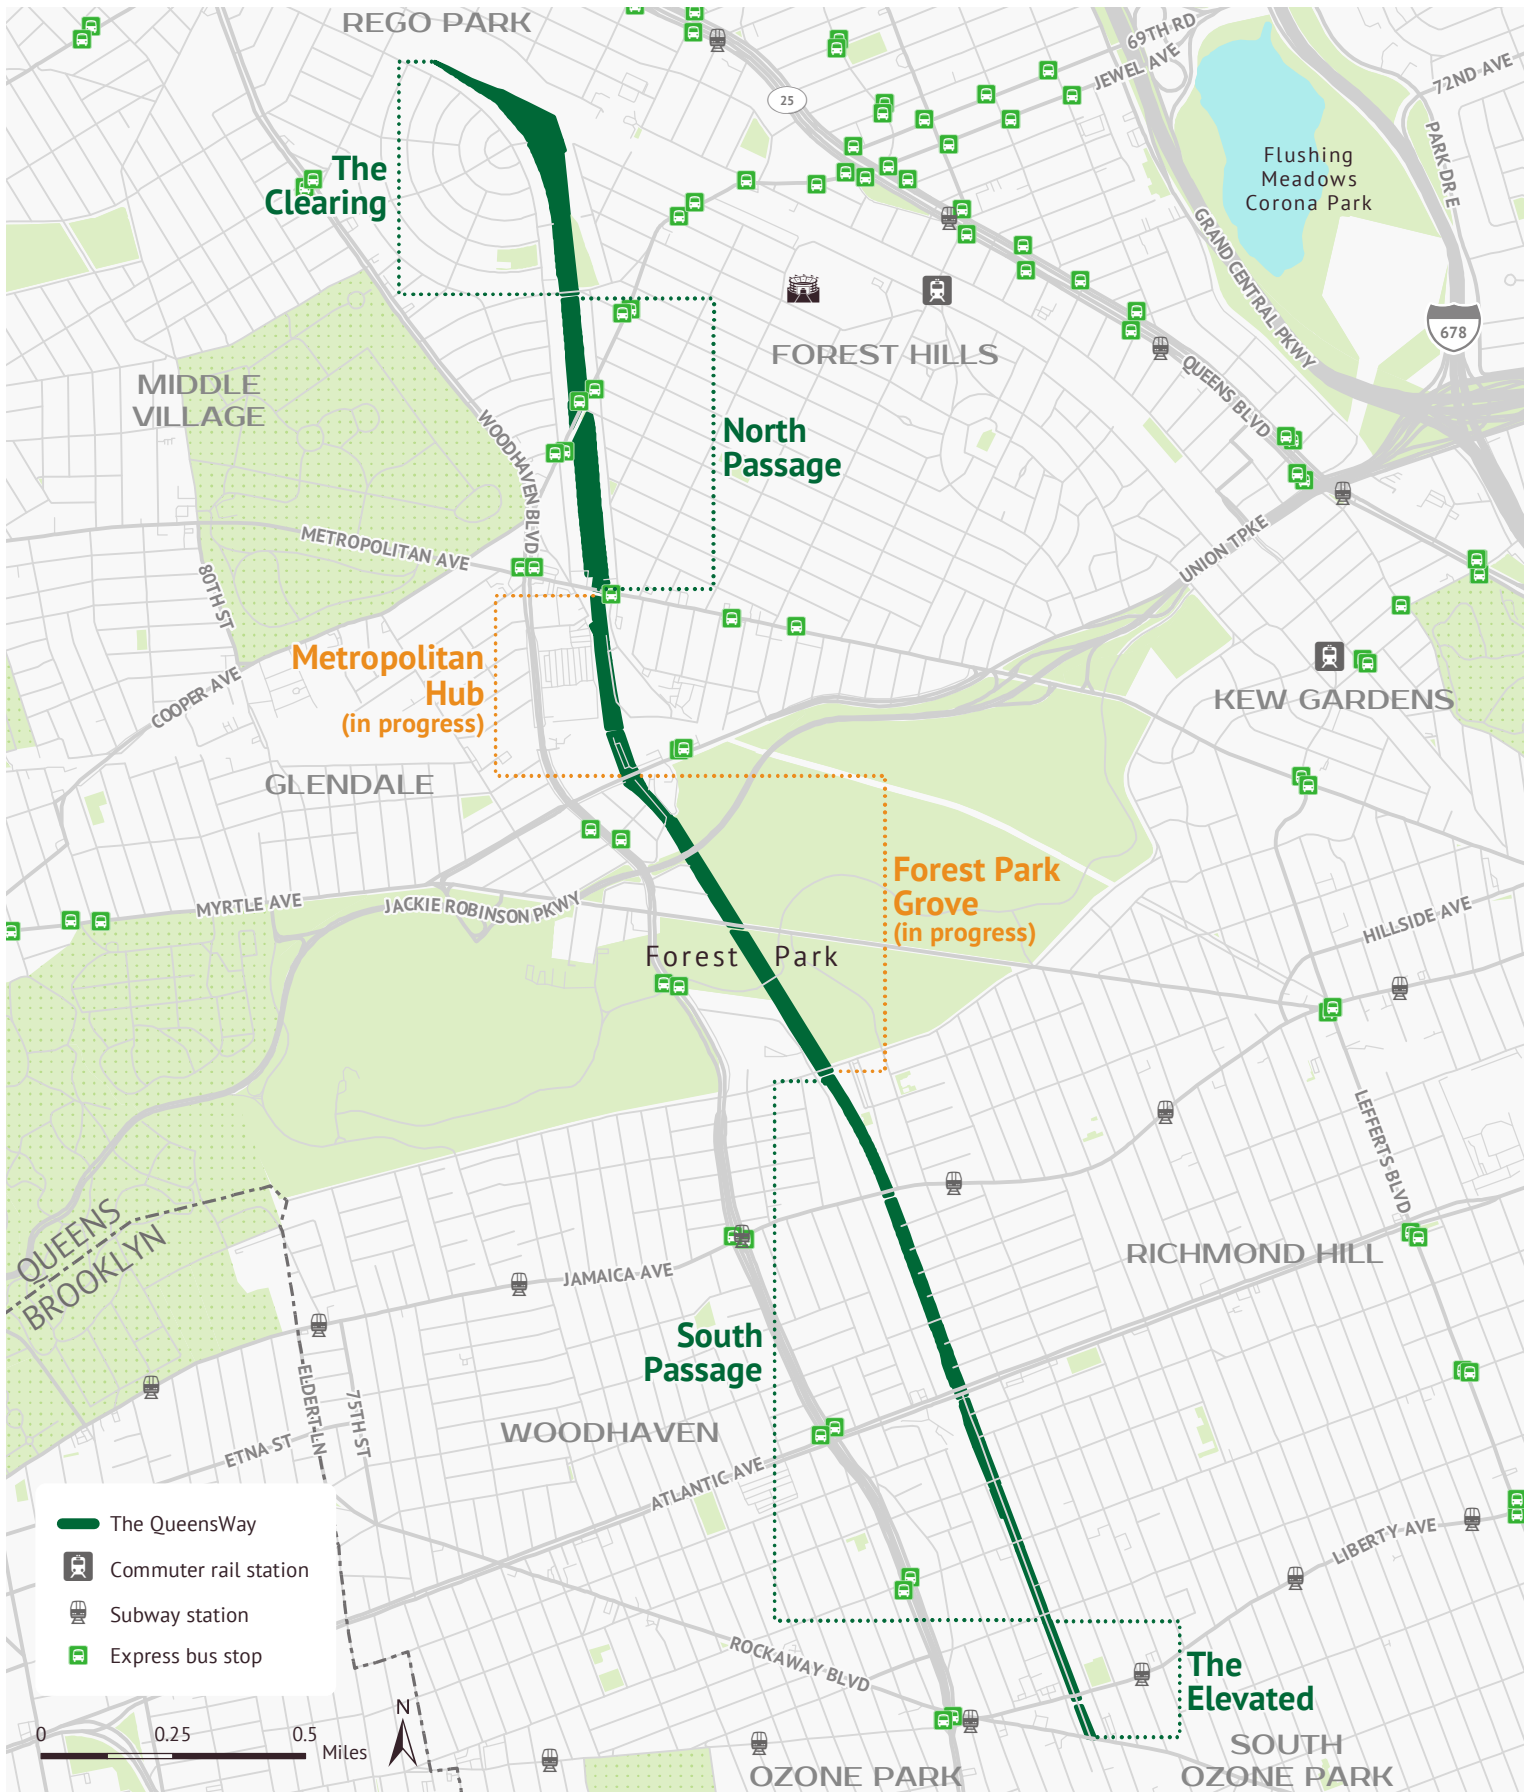 REGO PARK
69TH RD
JEWEL AVE
72ND AVE
25
PARK DR E
Flushing
Meadows
Corona Park
The
Clearing
GRAND CENTRAL PKWY
678
FOREST HILLS
QUEENS BLVD
MIDDLE
VILLAGE
WOODHAVEN BLVD
North
Passage
METROPOLITAN AVE
UNION TPKE
80TH ST
Metropolitan
Hub
(in progress)
COOPER AVE
KEW GARDENS
GLENDALE
Forest Park
Grove
(in progress)
MYRTLE AVE
JACKIE ROBINSON PKWY
HILLSIDE AVE
Forest Park
LEFFERTS BLVD
QUEENS
BROOKLYN
JAMAICA AVE
RICHMOND HILL
South
Passage
ELDERT LN
75TH ST
WOODHAVEN
ETNA ST
ATLANTIC AVE
LIBERTY AVE
The QueensWay
Commuter rail station
Subway station
Express bus stop
ROCKAWAY BLVD
The
Elevated
N
0 0.25 0.5
Miles
SOUTH
OZONE PARK
OZONE PARK